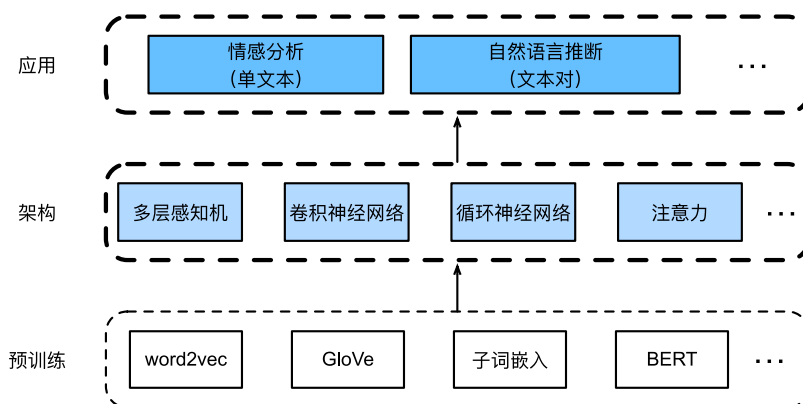 应用
情感分析
(单文本)
自然语言推断
(文本对)
...
架构
多层感知机
卷积神经网络
循环神经网络
注意力
...
预训练
word2vec
GloVe
子词嵌入
BERT
...